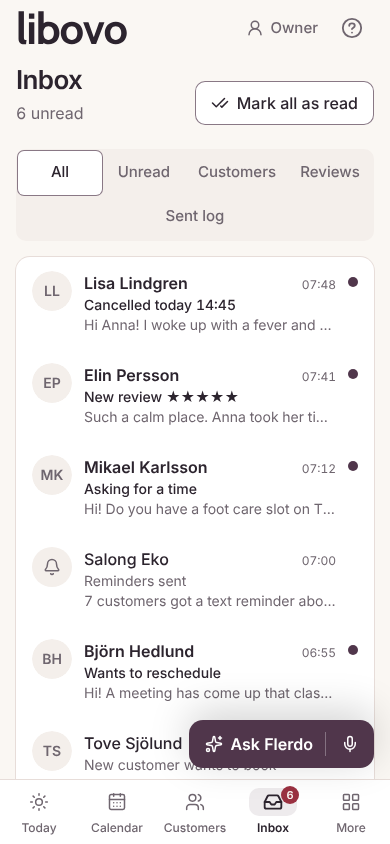 libovo
Owner
Inbox
6 unread
Mark all as read
All
Unread
Customers
Reviews
Sent log
LL
Lisa Lindgren
07:48
Cancelled today 14:45
Hi Anna! I woke up with a fever and ...
EP
Elin Persson
07:41
New review ★★★★★
Such a calm place. Anna took her ti...
MK
Mikael Karlsson
07:12
Asking for a time
Hi! Do you have a foot care slot on T...
Salong Eko
07:00
Reminders sent
7 customers got a text reminder abo...
BH
Björn Hedlund
06:55
Wants to reschedule
Hi! A meeting has come up that clas...
TS
Tove Sjölund
New customer wants to book
Ask Flerdo
Today
Calendar
Customers
Inbox
6
More